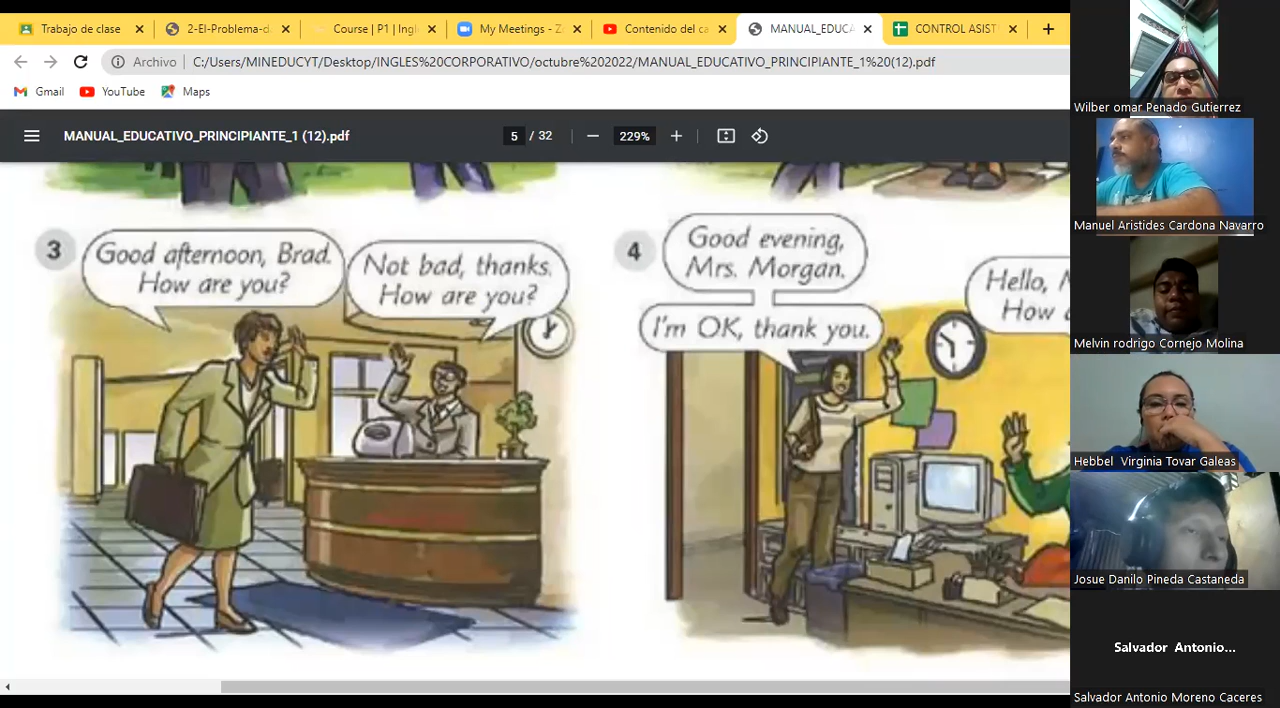 Trabajo de clase
2-El-Problema-d
Course | P1 | Ingl
My Meetings - Z
Contenido del ca
MANUAL_EDUCA
CONTROL ASIST
Archivo
C:/Users/MINEDUCYT/Desktop/INGLES%20CORPORATIVO/octubre%202022/MANUAL_EDUCATIVO_PRINCIPIANTE_1%20(12).pdf
Gmail
YouTube
Maps
MANUAL_EDUCATIVO_PRINCIPIANTE_1 (12).pdf
5 / 32
229%
3
Good afternoon, Brad.
How are you?
Not bad, thanks.
How are you?
4
Good evening,
Mrs. Morgan.
I'm OK, thank you.
Hello,
How
Wilber omar Penado Gutierrez
Manuel Aristides Cardona Navarro
Melvin rodrigo Cornejo Molina
Hebbel Virginia Tovar Galeas
Josue Danilo Pineda Castaneda
Salvador Antonio...
Salvador Antonio Moreno Caceres